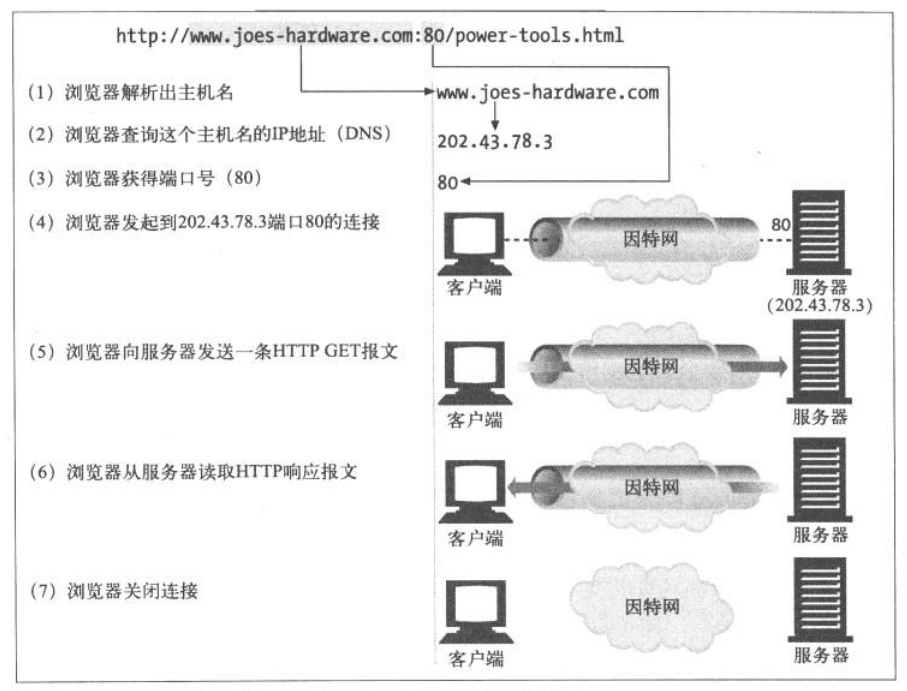 http://www.joes-hardware.com:80/power-tools.html
(1) 浏览器解析出主机名
www.joes-hardware.com
(2) 浏览器查询这个主机名的IP地址（DNS）
202.43.78.3
(3) 浏览器获得端口号（80）
80
(4) 浏览器发起到202.43.78.3端口80的连接
因特网
80
客户端
服务器
(202.43.78.3)
(5) 浏览器向服务器发送一条HTTP GET报文
因特网
客户端
服务器
(6) 浏览器从服务器读取HTTP响应报文
因特网
客户端
服务器
(7) 浏览器关闭连接
因特网
客户端
服务器